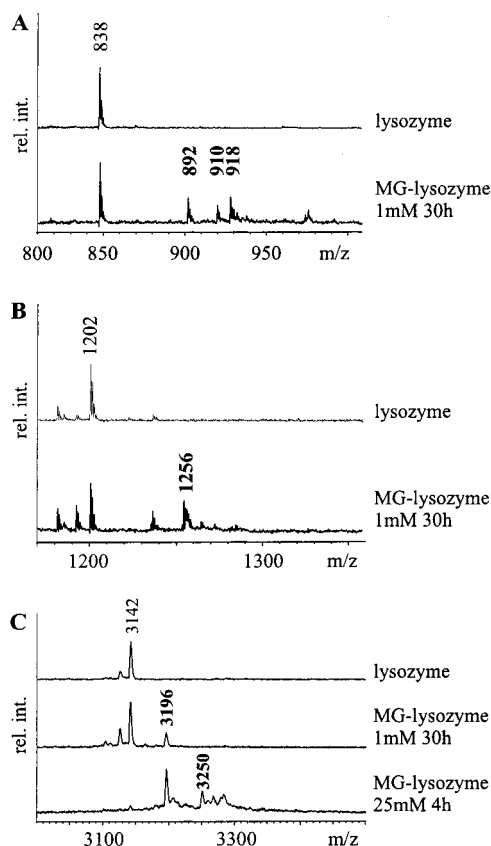 A
rel. int.
838
lysozyme
892
910
918
MG-lysozyme
1mM 30h
800
850
900
950
m/z
B
rel. int.
1202
lysozyme
1256
MG-lysozyme
1mM 30h
1200
1300
m/z
C
rel. int.
3142
lysozyme
3196
MG-lysozyme
1mM 30h
3250
MG-lysozyme
25mM 4h
3100
3300
m/z